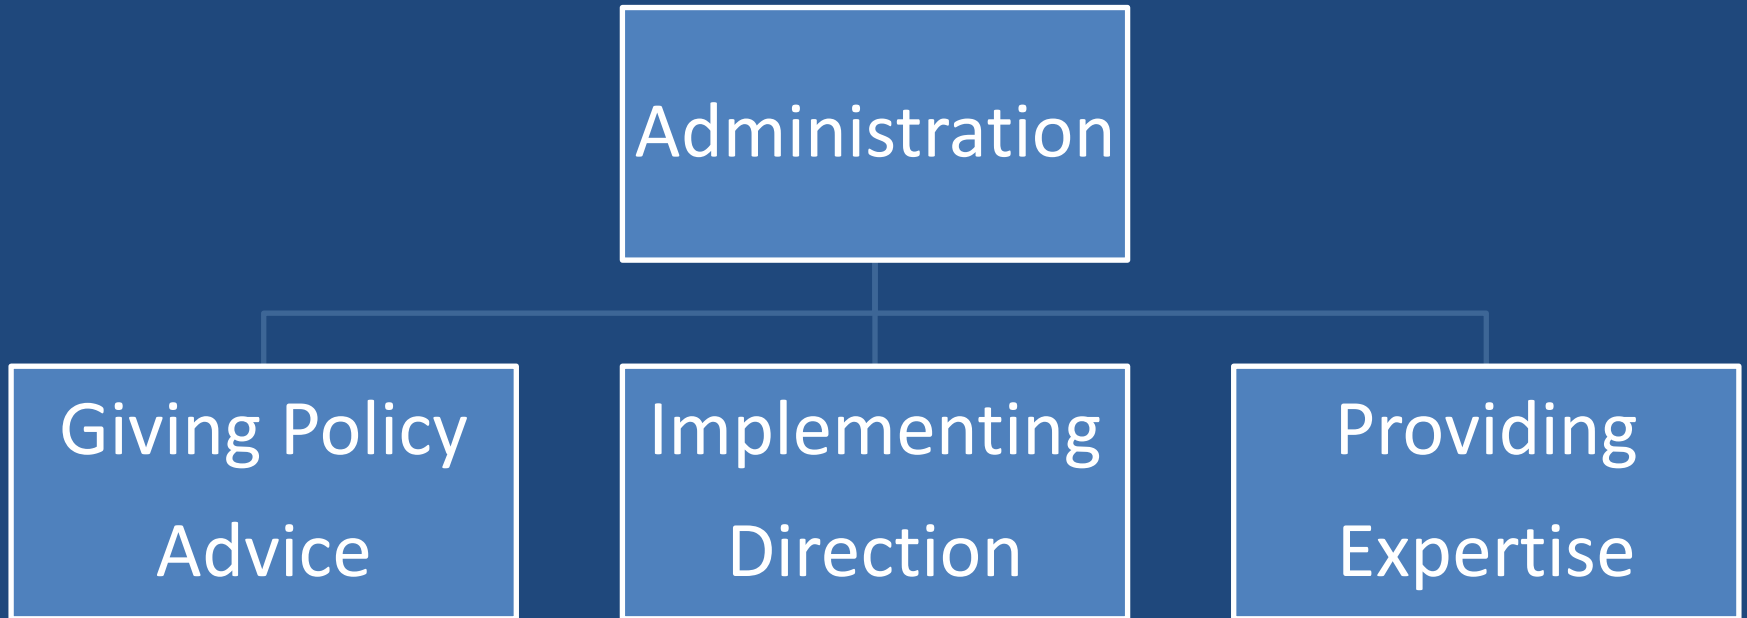 Administration
Giving Policy
Advice
Implementing
Direction
Providing
Expertise